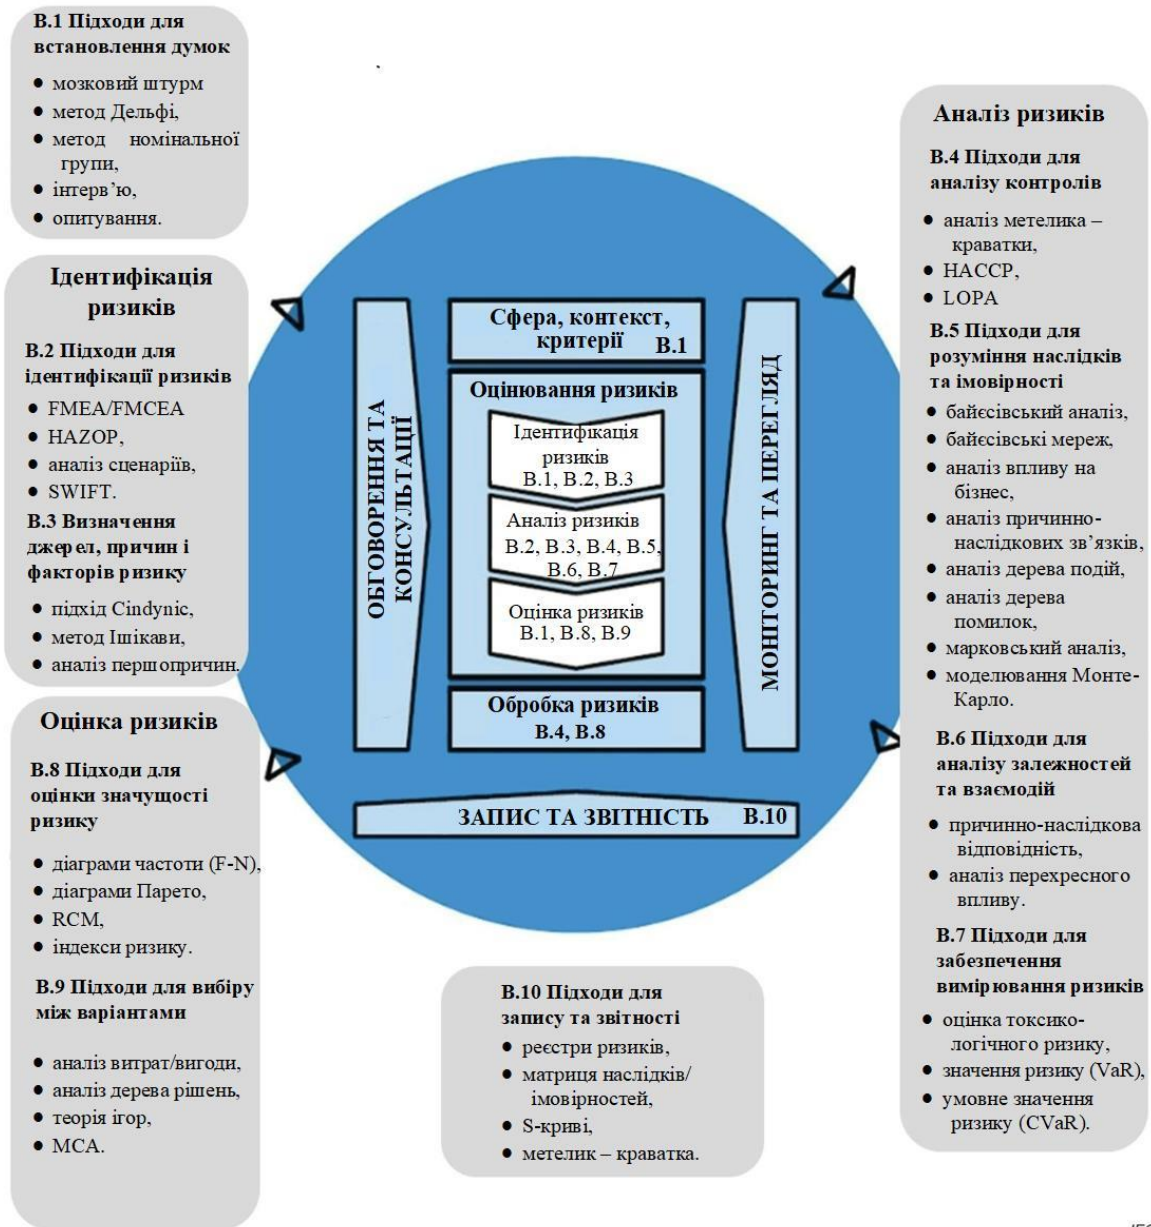 В.1 Підходи для
встановлення думок
● мозковий штурм
● метод Дельфі,
● метод номінальної
групи,
● інтерв’ю,
● опитування.
Ідентифікація
ризиків
В.2 Підходи для
ідентифікації ризиків
● FMEA/FMCEA
● HAZOP,
● аналіз сценаріїв,
● SWIFT.
В.3 Визначення
джерел, причин і
факторів ризику
● підхід Cindynic,
● метод Ішікави,
● аналіз першопричин.
Оцінка ризиків
В.8 Підходи для
оцінки значущості
ризику
● діаграми частоти (F-N),
● діаграми Парето,
● RCM,
● індекси ризику.
В.9 Підходи для вибіру
між варіантами
● аналіз витрат/вигоди,
● аналіз дерева рішень,
● теорія ігор,
● МСА.
ОБГОВОРЕННЯ ТА
КОНСУЛЬТАЦІЇ
Сфера, контекст,
критерії В.1
Оцінювання ризиків
Ідентифікація
ризиків
В.1, В.2, В.3
Аналіз ризиків
В.2, В.3, В.4, В.5,
В.6, В.7
Оцінка ризиків
В.1, В.8, В.9
Обробка ризиків
В.4, В.8
МОНІТОРИНГ ТА ПЕРЕГЛЯД
ЗАПИС ТА ЗВІТНІСТЬ В.10
В.10 Підходи для
запису та звітності
● реєстри ризиків,
● матриця наслідків/
імовірностей,
● S-криві,
● метелик – краватка.
Аналіз ризиків
В.4 Підходи для
аналізу контролів
● аналіз метелика –
краватки,
● HACCP,
● LOPA
В.5 Підходи для
розуміння наслідків
та імовірності
● байєсівський аналіз,
● байєсівські мереж,
● аналіз впливу на
бізнес,
● аналіз причинно-
наслідкових зв’язків,
● аналіз дерева подій,
● аналіз дерева
помилок,
● марковський аналіз,
● моделювання Монте-
Карло.
В.6 Підходи для
аналізу залежностей
та взаємодій
● причинно-наслідкова
відповідність,
● аналіз перехресного
впливу.
В.7 Підходи для
забезпечення
вимірювання ризиків
● оцінка токсико-
логічного ризику,
● значення ризику (VaR),
● умовне значення
ризику (CVaR).